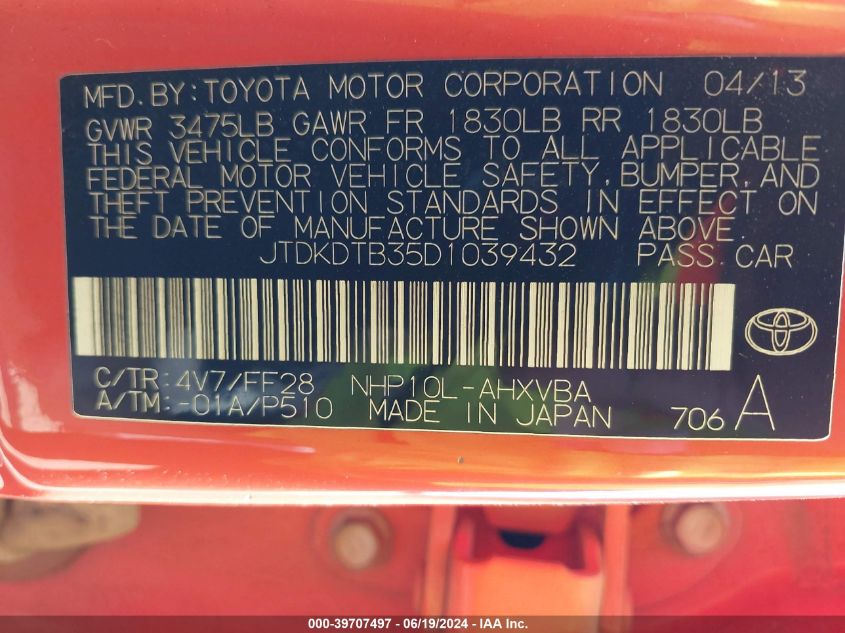 MFD.BY:TOYOTA MOTOR CORPORATION 04/13
GVWR 3475LB GAWR FR 1830LB RR 1830LB
THIS VEHICLE CONFORMS TO ALL APPLICABLE
FEDERAL MOTOR VEHICLE SAFETY,BUMPER,AND
THEFT PREVENTION STANDARDS IN EFFECT ON
THE DATE OF MANUFACTURE SHOWN ABOVE.
JTDKDTB35D1039432 PASS.CAR
C/TR:4V7/FF28 NHP10L-AHXVBA
A/TM:-01A/P510 MADE IN JAPAN 706 A
000-39707497 - 06/19/2024 - IAA Inc.